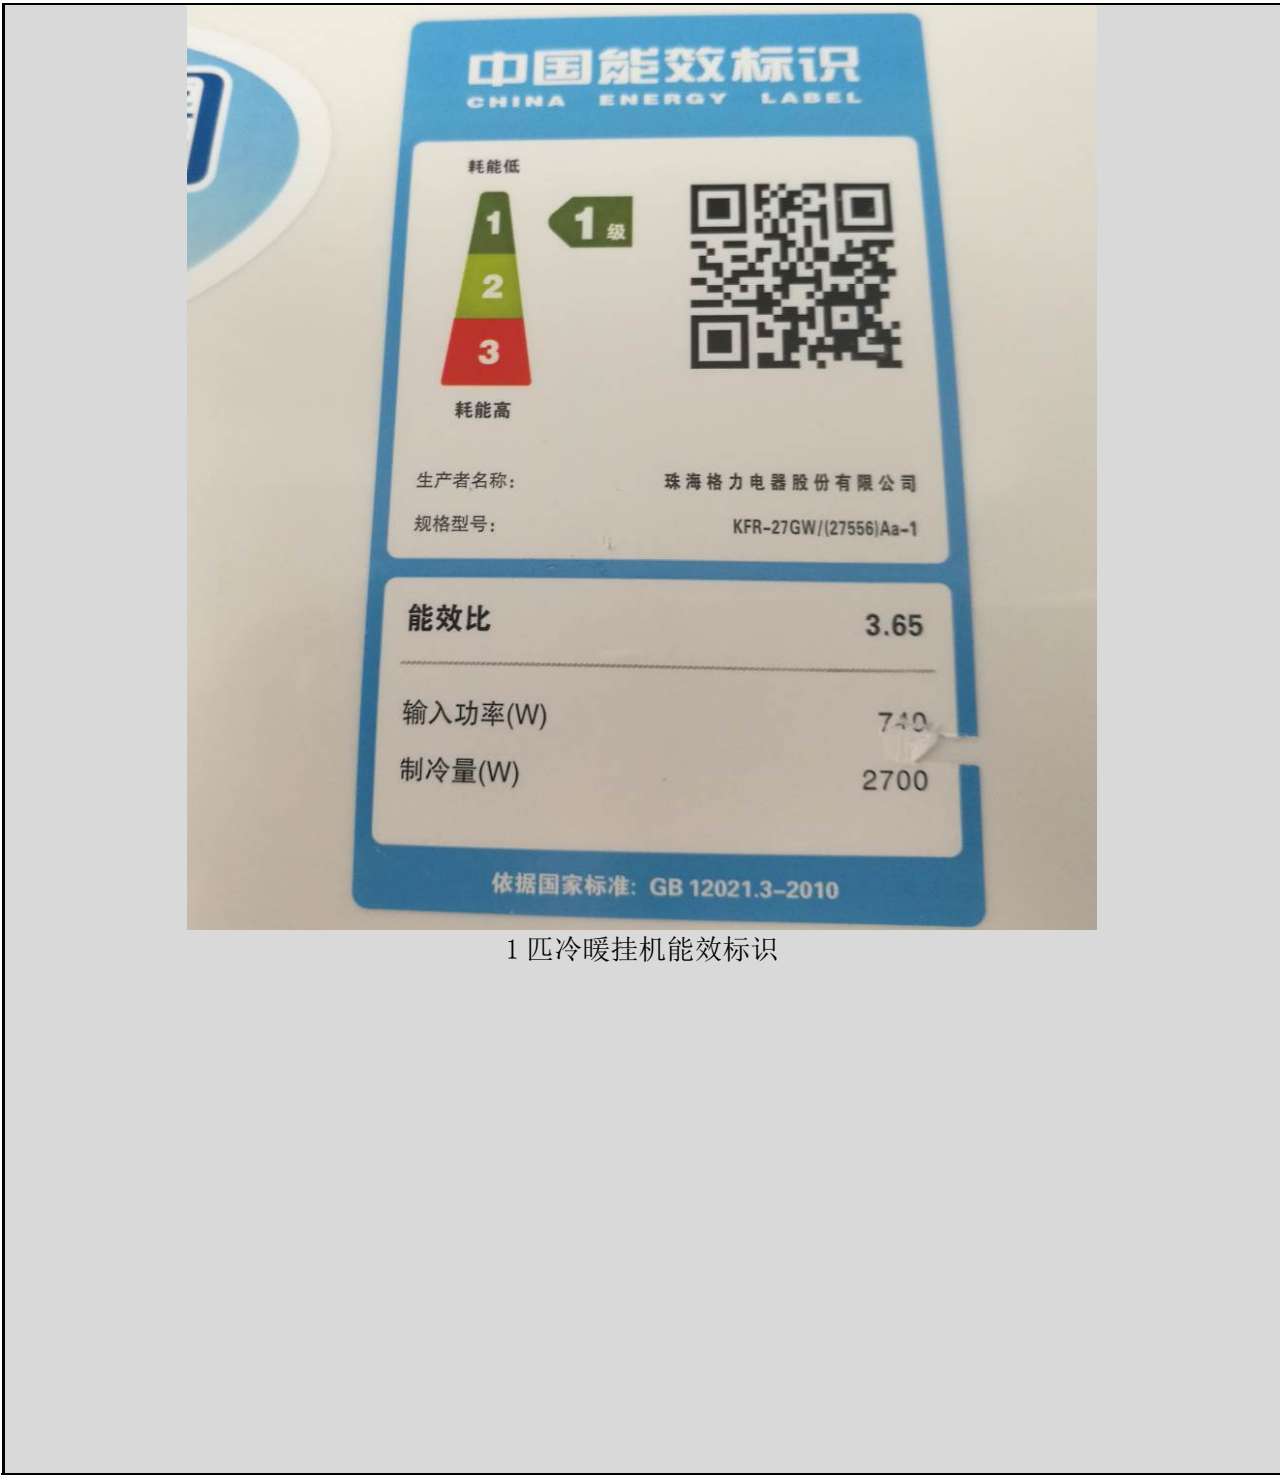 中国能效标识
CHINA ENERGY LABEL
耗能低
1
1级
2
3
耗能高
生产者名称: 珠海格力电器股份有限公司
规格型号: KFR-27GW/(27556)Aa-1
能效比 3.65
输入功率(W) 740
制冷量(W) 2700
依据国家标准: GB 12021.3-2010
1 匹冷暖挂机能效标识